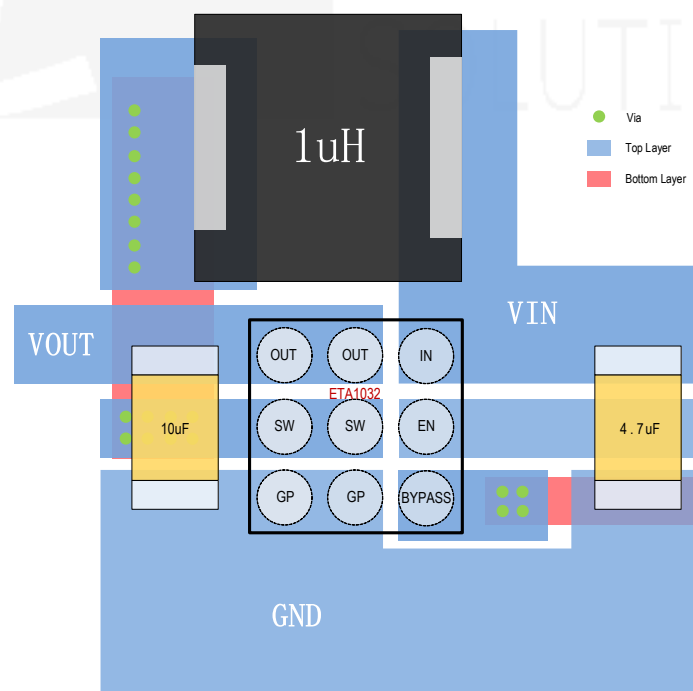 LUTI
1uH
Via
Top Layer
Bottom Layer
VIN
VOUT
OUT
OUT
IN
ETA1032
10uF
SW
SW
EN
4.7uF
GP
GP
BYPASS
GND